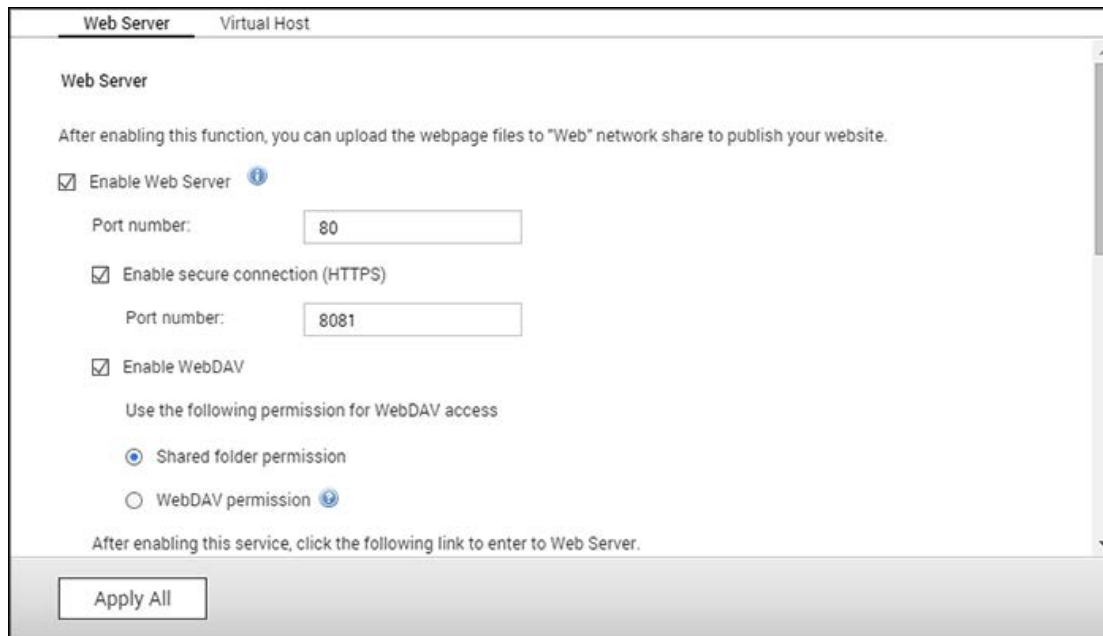 Web Server Virtual Host
Web Server
After enabling this function, you can upload the webpage files to "Web" network share to publish your website.
Enable Web Server
Port number: 80
Enable secure connection (HTTPS)
Port number: 8081
Enable WebDAV
Use the following permission for WebDAV access
Shared folder permission
WebDAV permission
After enabling this service, click the following link to enter to Web Server.
Apply All